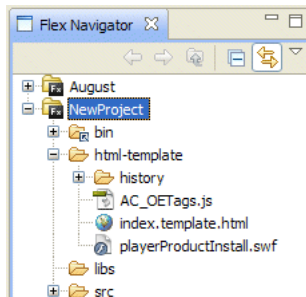 Flex Navigator
August
NewProject
bin
html-template
history
AC_OETags.js
index.template.html
playerProductInstall.swf
libs
src